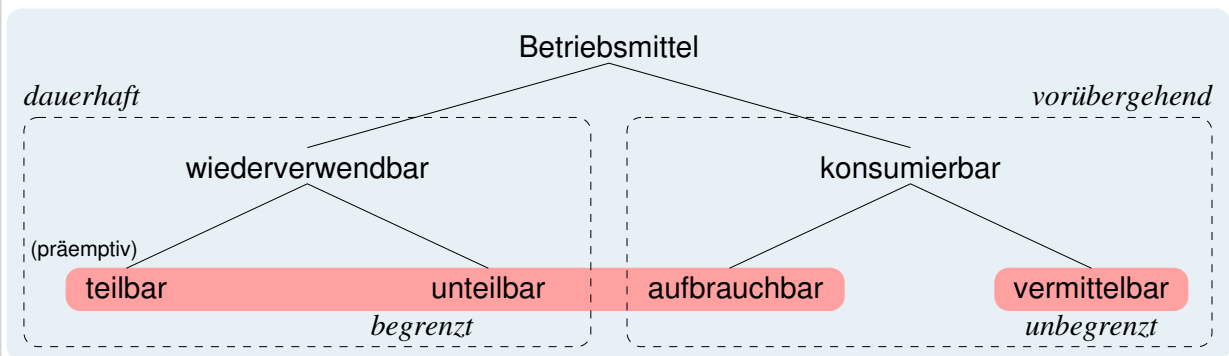 Betriebsmittel
dauerhaft vorübergehend
wiederverwendbar konsumierbar
(präemptiv)
teilbar unteilbar aufbrauchbar vermittelbar
begrenzt unbegrenzt